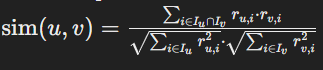 sim(u, v) = \frac{\sum_{i \in I_u \cap I_v} r_{u,i} \cdot r_{v,i}}{\sqrt{\sum_{i \in I_u} r_{u,i}^2} \cdot \sqrt{\sum_{i \in I_v} r_{v,i}^2}}